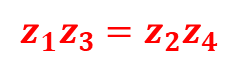 z₁z₃ = z₂z₄